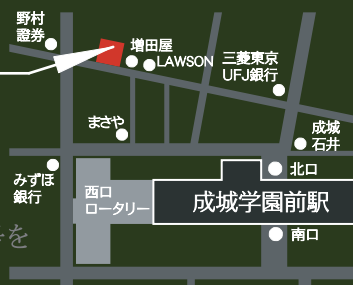 野村
證券
増田屋
LAWSON
三菱東京
UFJ銀行
まさや
成城
石井
みずほ
銀行
西口
ロータリー
北口
成城学園前駅
南口
を